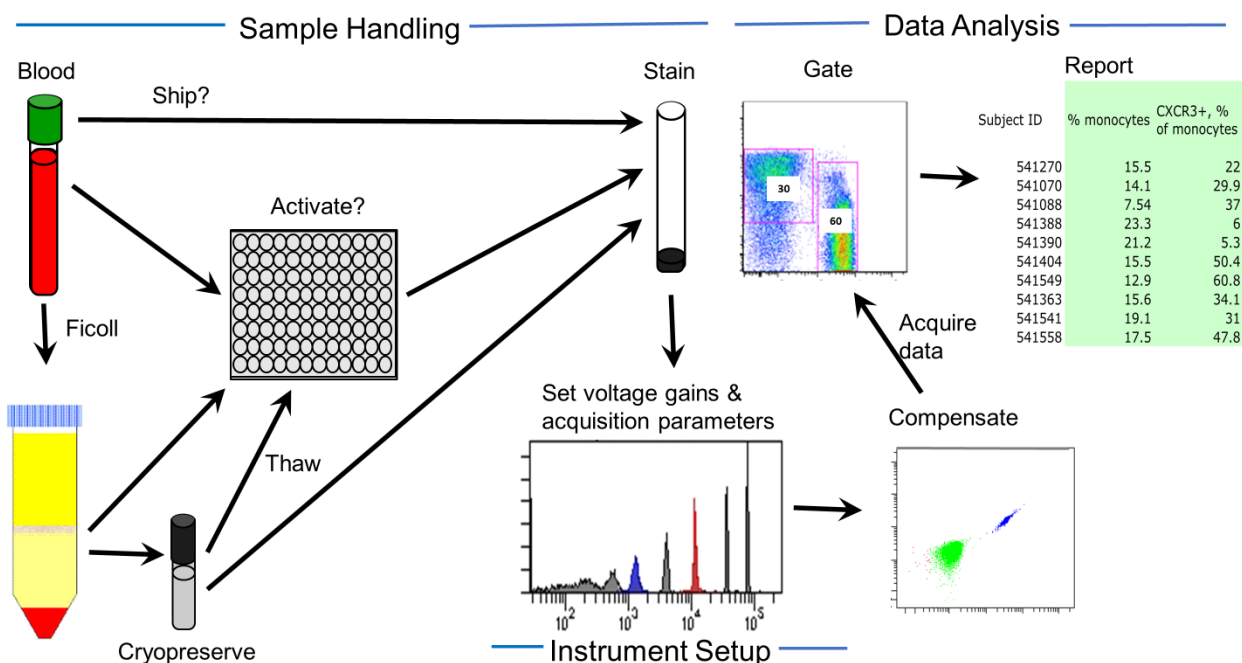 Sample Handling
Data Analysis
Blood
Ship?
Stain
Gate
Report
Subject ID
% monocytes
CXCR3+, %
of monocytes
541270 15.5 22
541070 14.1 29.9
541088 7.54 37
541388 23.3 6
541390 21.2 5.3
541404 15.5 50.4
541549 12.9 60.8
541363 15.6 34.1
541541 19.1 31
541558 17.5 47.8
30
60
Activate?
Ficoll
Acquire
data
Set voltage gains &
acquisition parameters
Compensate
Thaw
10² 10³ 10⁴ 10⁵
Cryopreserve
Instrument Setup